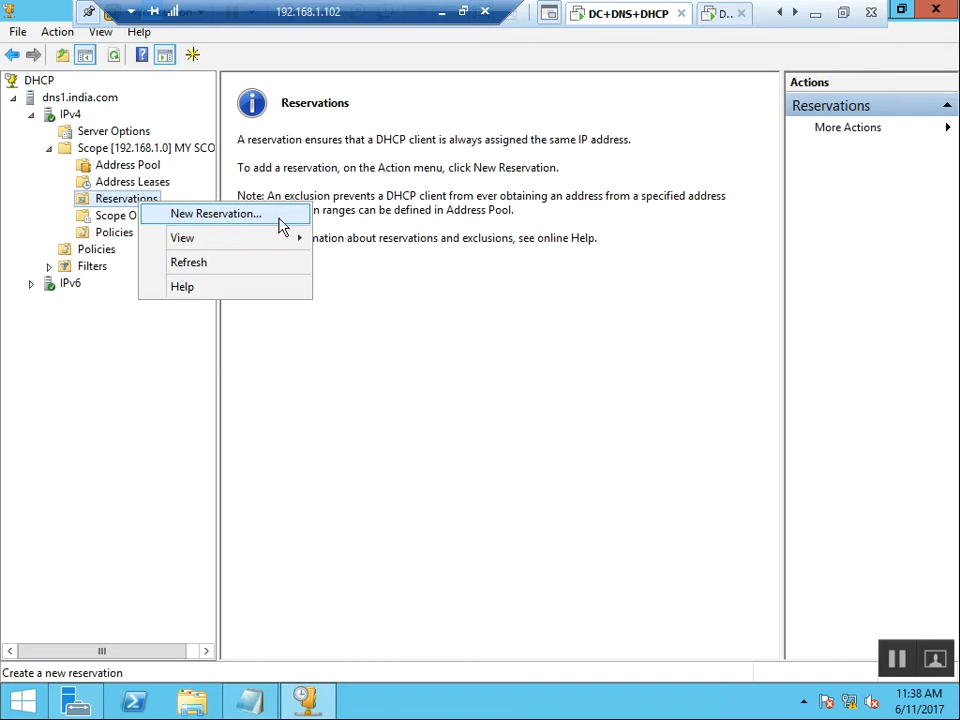 192.168.1.102
DC+DNS+DHCP
D..
File Action View Help
DHCP
dns1.india.com
IPv4
Server Options
Scope [192.168.1.0] MY SCO
Address Pool
Address Leases
Reservations
Scope O
Policies
Policies
Filters
IPv6
New Reservation...
View
Refresh
Help
Reservations
A reservation ensures that a DHCP client is always assigned the same IP address.
To add a reservation, on the Action menu, click New Reservation.
Note: An exclusion prevents a DHCP client from ever obtaining an address from a specified address
n ranges can be defined in Address Pool.
mation about reservations and exclusions, see online Help.
Actions
Reservations
More Actions
Create a new reservation
11:38 AM
6/11/2017